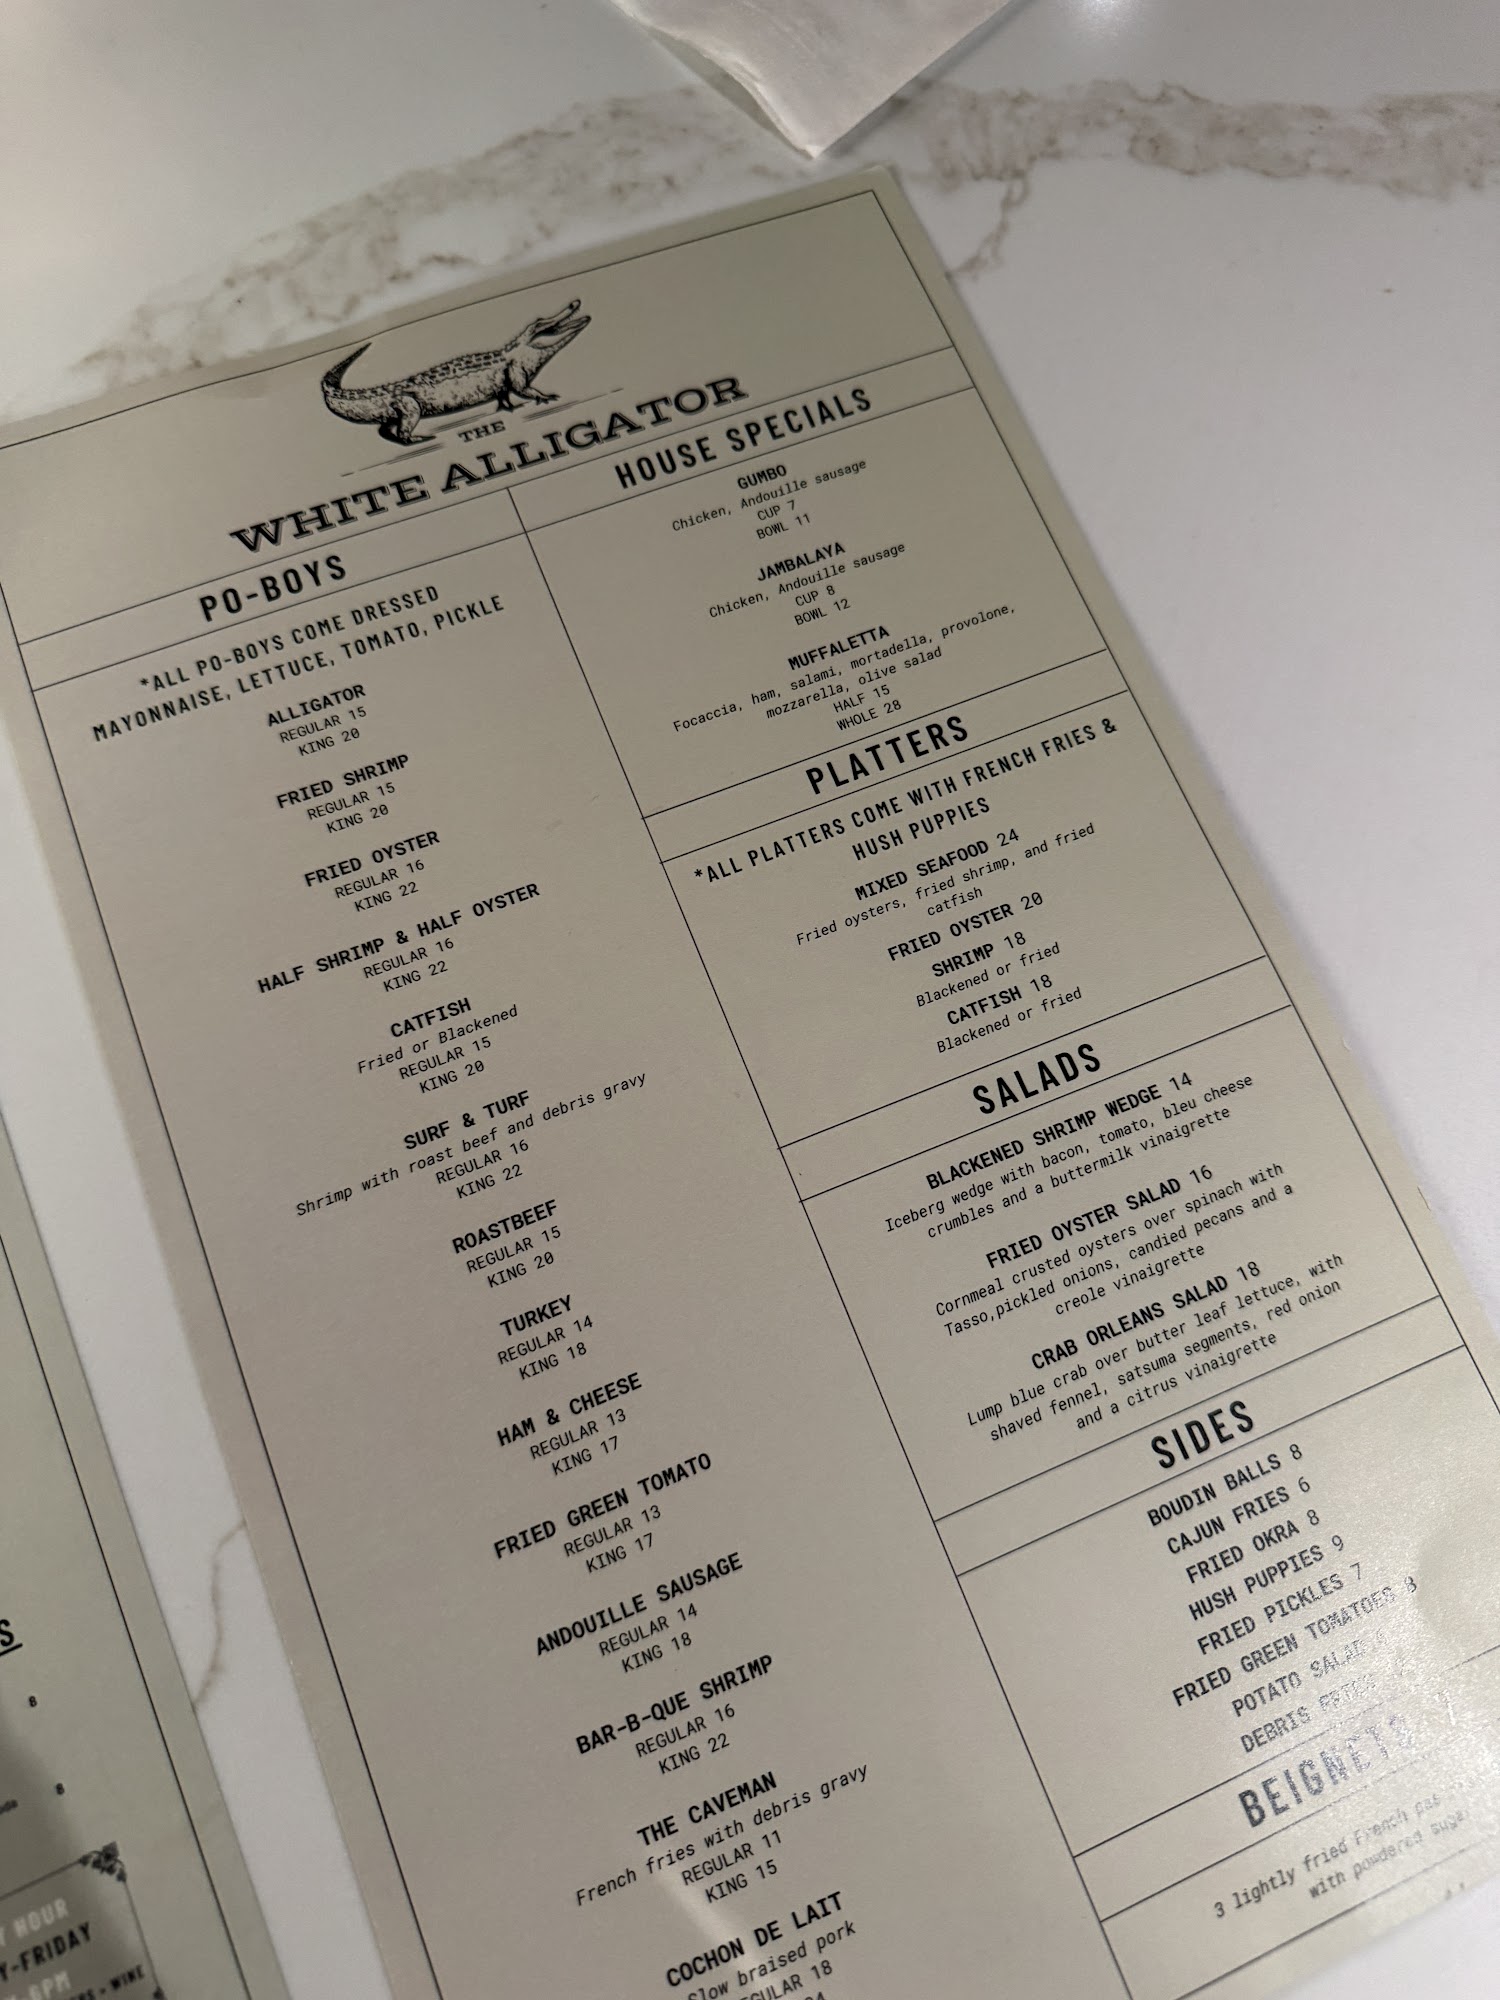 THE
WHITE ALLIGATOR
PO-BOYS
*ALL PO-BOYS COME DRESSED
MAYONNAISE, LETTUCE, TOMATO, PICKLE
ALLIGATOR
REGULAR 15
KING 20
FRIED SHRIMP
REGULAR 15
KING 20
FRIED OYSTER
REGULAR 16
KING 22
HALF SHRIMP & HALF OYSTER
REGULAR 16
KING 22
CATFISH
Fried or Blackened
REGULAR 15
KING 20
SURF & TURF
Shrimp with roast beef and debris gravy
REGULAR 16
KING 22
ROASTBEEF
REGULAR 15
KING 20
TURKEY
REGULAR 14
KING 18
HAM & CHEESE
REGULAR 13
KING 17
FRIED GREEN TOMATO
REGULAR 13
KING 17
ANDOUILLE SAUSAGE
REGULAR 14
KING 18
BAR-B-QUE SHRIMP
REGULAR 16
KING 22
THE CAVEMAN
French fries with debris gravy
REGULAR 11
KING 15
COCHON DE LAIT
Slow braised pork
REGULAR 18
HOUSE SPECIALS
GUMBO
Chicken, Andouille sausage
CUP 7
BOWL 11
JAMBALAYA
Chicken, Andouille sausage
CUP 8
BOWL 12
MUFFALETTA
Focaccia, ham, salami, mortadella, provolone,
mozzarella, olive salad
HALF 15
WHOLE 28
PLATTERS
*ALL PLATTERS COME WITH FRENCH FRIES &
HUSH PUPPIES
MIXED SEAFOOD 24
Fried oysters, fried shrimp, and fried
catfish
FRIED OYSTER 20
SHRIMP 18
Blackened or fried
CATFISH 18
Blackened or fried
SALADS
BLACKENED SHRIMP WEDGE 14
Iceberg wedge with bacon, tomato, bleu cheese
crumbles and a buttermilk vinaigrette
FRIED OYSTER SALAD 16
Cornmeal crusted oysters over spinach with
Tasso,pickled onions, candied pecans and a
creole vinaigrette
CRAB ORLEANS SALAD 18
Lump blue crab over butter leaf lettuce, with
shaved fennel, satsuma segments, red onion
and a citrus vinaigrette
SIDES
BOUDIN BALLS 8
CAJUN FRIES 6
FRIED OKRA 8
HUSH PUPPIES 9
FRIED PICKLES 7
FRIED GREEN TOMATOES 8
POTATO SALAD
DEBRIS FRIES
BEIGNETS
3 lightly fried French
with powdered sugar
8
8
HOUR
Y-FRIDAY
6PM
WINE